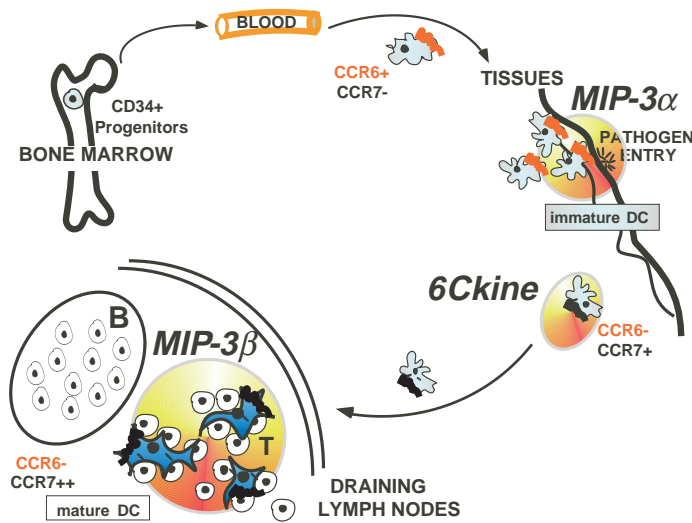 BLOOD
CCR6+
CCR7-
TISSUES
MIP-3α
CD34+
Progenitors
BONE MARROW
PATHOGEN
ENTRY
immature DC
6Ckine
CCR6-
CCR7+
B
MIP-3β
T
CCR6-
CCR7++
mature DC
DRAINING
LYMPH NODES